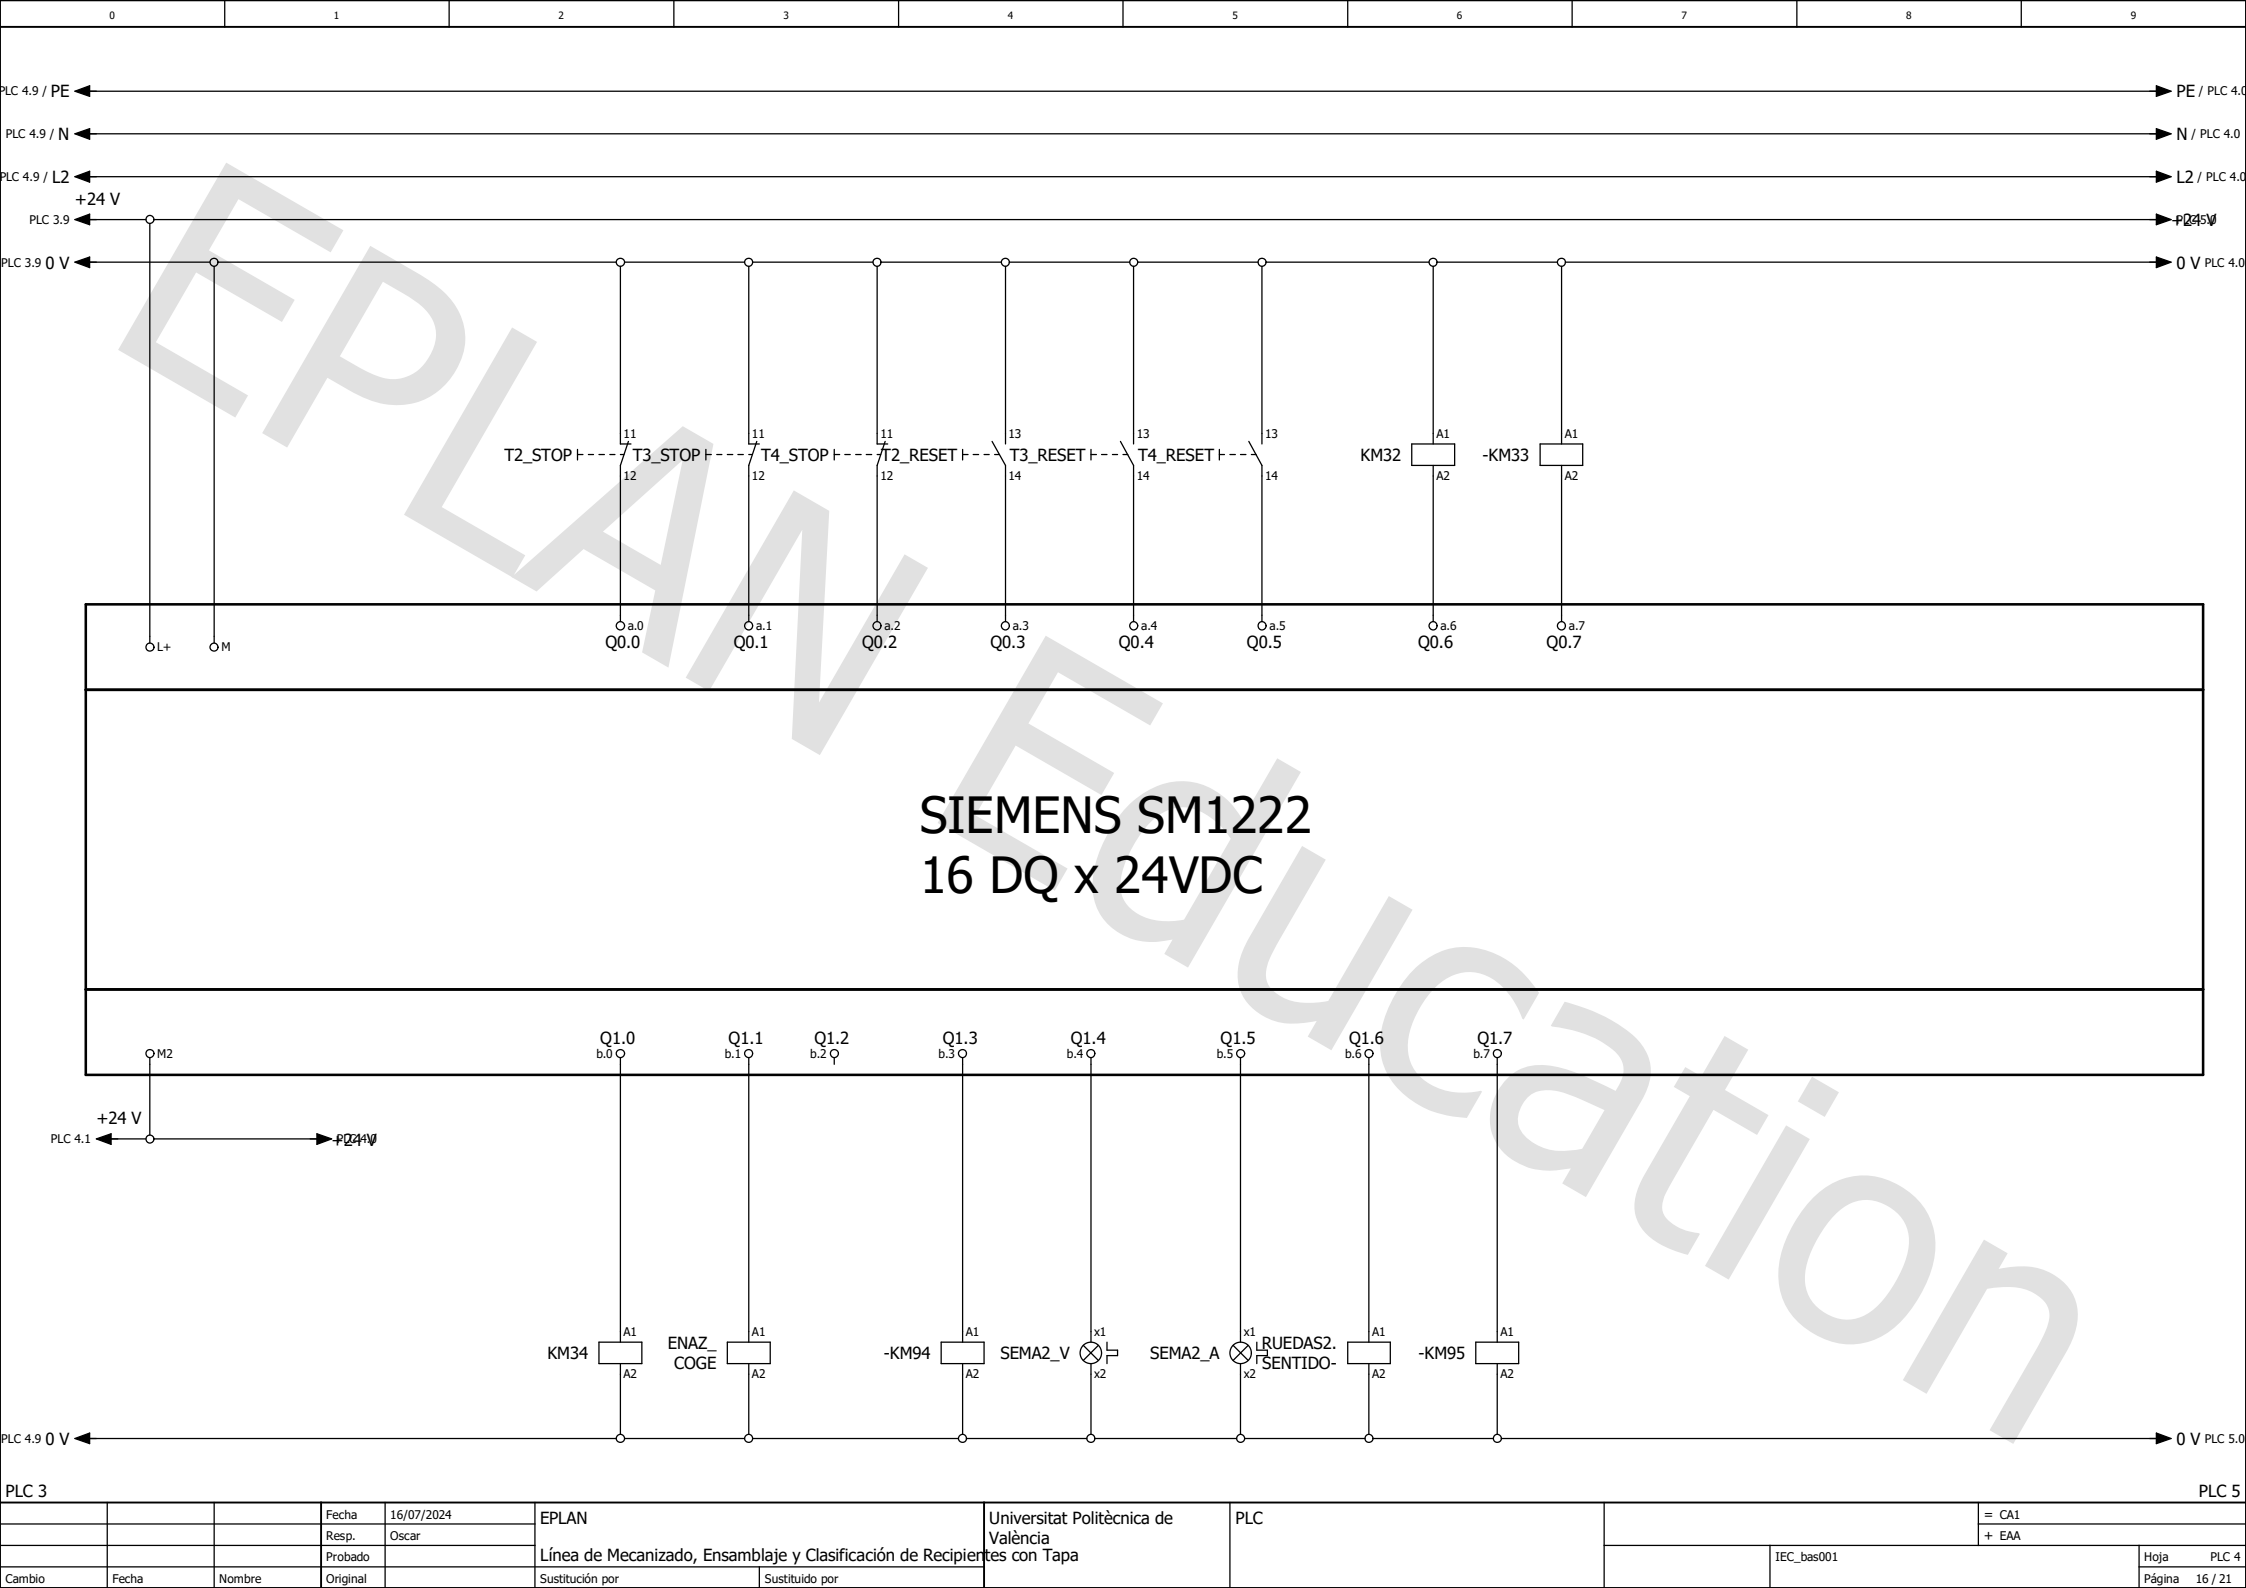 0 1 2 3 4 5 6 7 8 9
PLC 4.9 / PE
PE / PLC 4.0
PLC 4.9 / N
N / PLC 4.0
PLC 4.9 / L2
L2 / PLC 4.0
+24 V
PLC 3.9
+24 V PLC 5.0
PLC 3.9 0 V
0 V PLC 4.0
11 11 11 13 13 13 A1 A1
T2_STOP T3_STOP T4_STOP T2_RESET T3_RESET T4_RESET KM32 -KM33
12 12 12 14 14 14 A2 A2
a.0 a.1 a.2 a.3 a.4 a.5 a.6 a.7
Q0.0 Q0.1 Q0.2 Q0.3 Q0.4 Q0.5 Q0.6 Q0.7
L+ M
SIEMENS SM1222
16 DQ x 24VDC
EPLAN Education
Q1.0 Q1.1 Q1.2 Q1.3 Q1.4 Q1.5 Q1.6 Q1.7
M2 b.0 b.1 b.2 b.3 b.4 b.5 b.6 b.7
+24 V
PLC 4.1
+24 V PLC 4.0
A1 A1 A1 x1 x1 A1 A1
KM34 ENAZ_ COGE -KM94 SEMA2_V SEMA2_A RUEDAS2. SENTIDO- -KM95
A2 A2 A2 x2 x2 A2 A2
PLC 4.9 0 V
0 V PLC 5.0
PLC 3
PLC 5
Fecha 16/07/2024
Resp. Oscar
Probado
Cambio Fecha Nombre Original
EPLAN
Línea de Mecanizado, Ensamblaje y Clasificación de Recipientes con Tapa
Sustitución por Sustituido por
Universitat Politècnica de
València
PLC
= CA1
+ EAA
IEC_bas001
Hoja PLC 4
Página 16 / 21